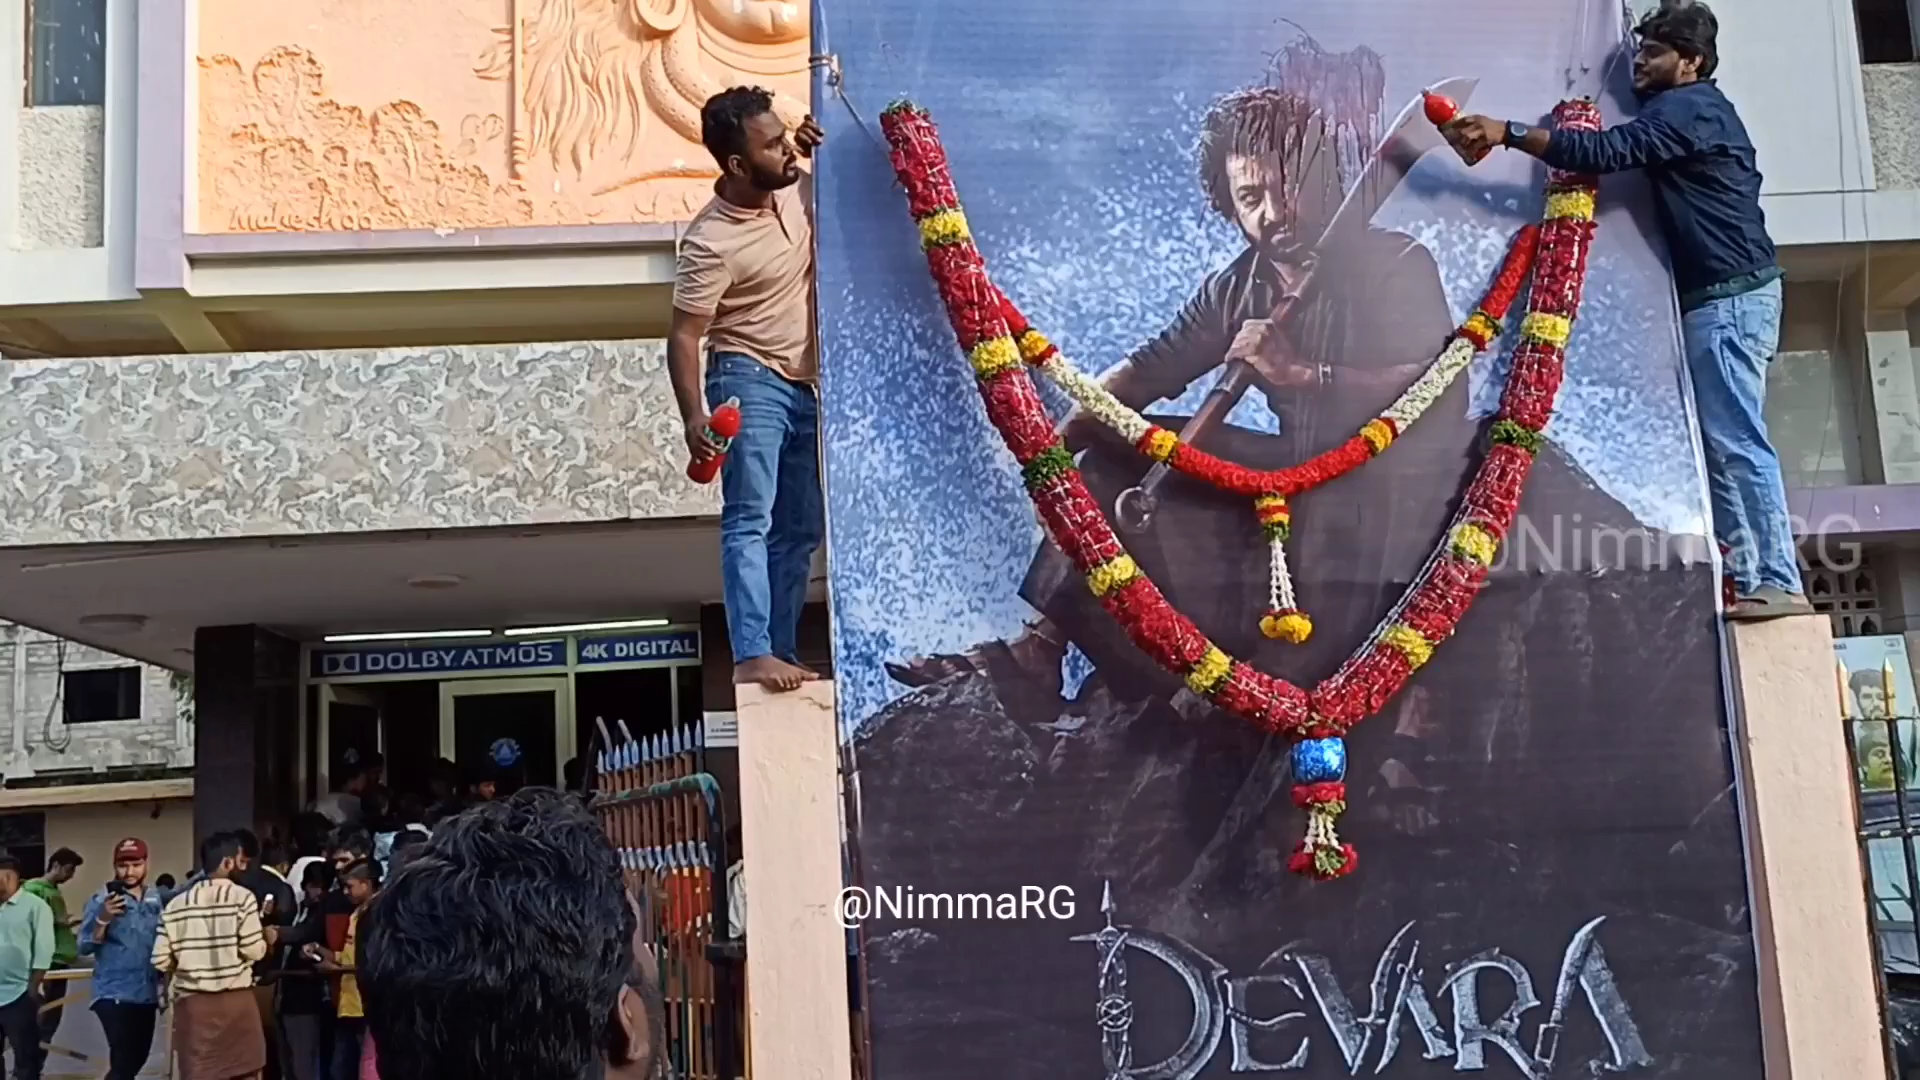 DOLBY ATMOS
4K DIGITAL
@NimmaRG
@NimmaRG
DEVARA